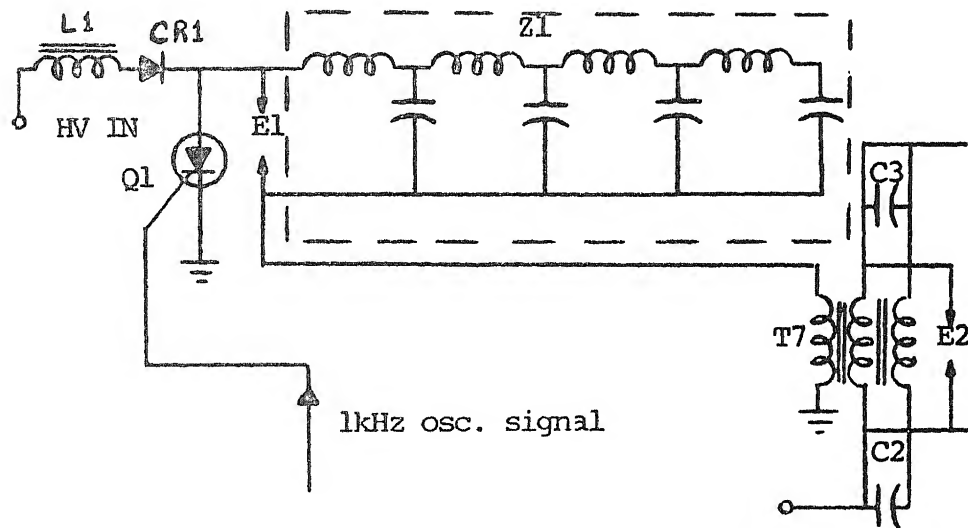 L1
CR1
Z1
HV IN
E1
Q1
C3
T7
E2
1kHz osc. signal
C2